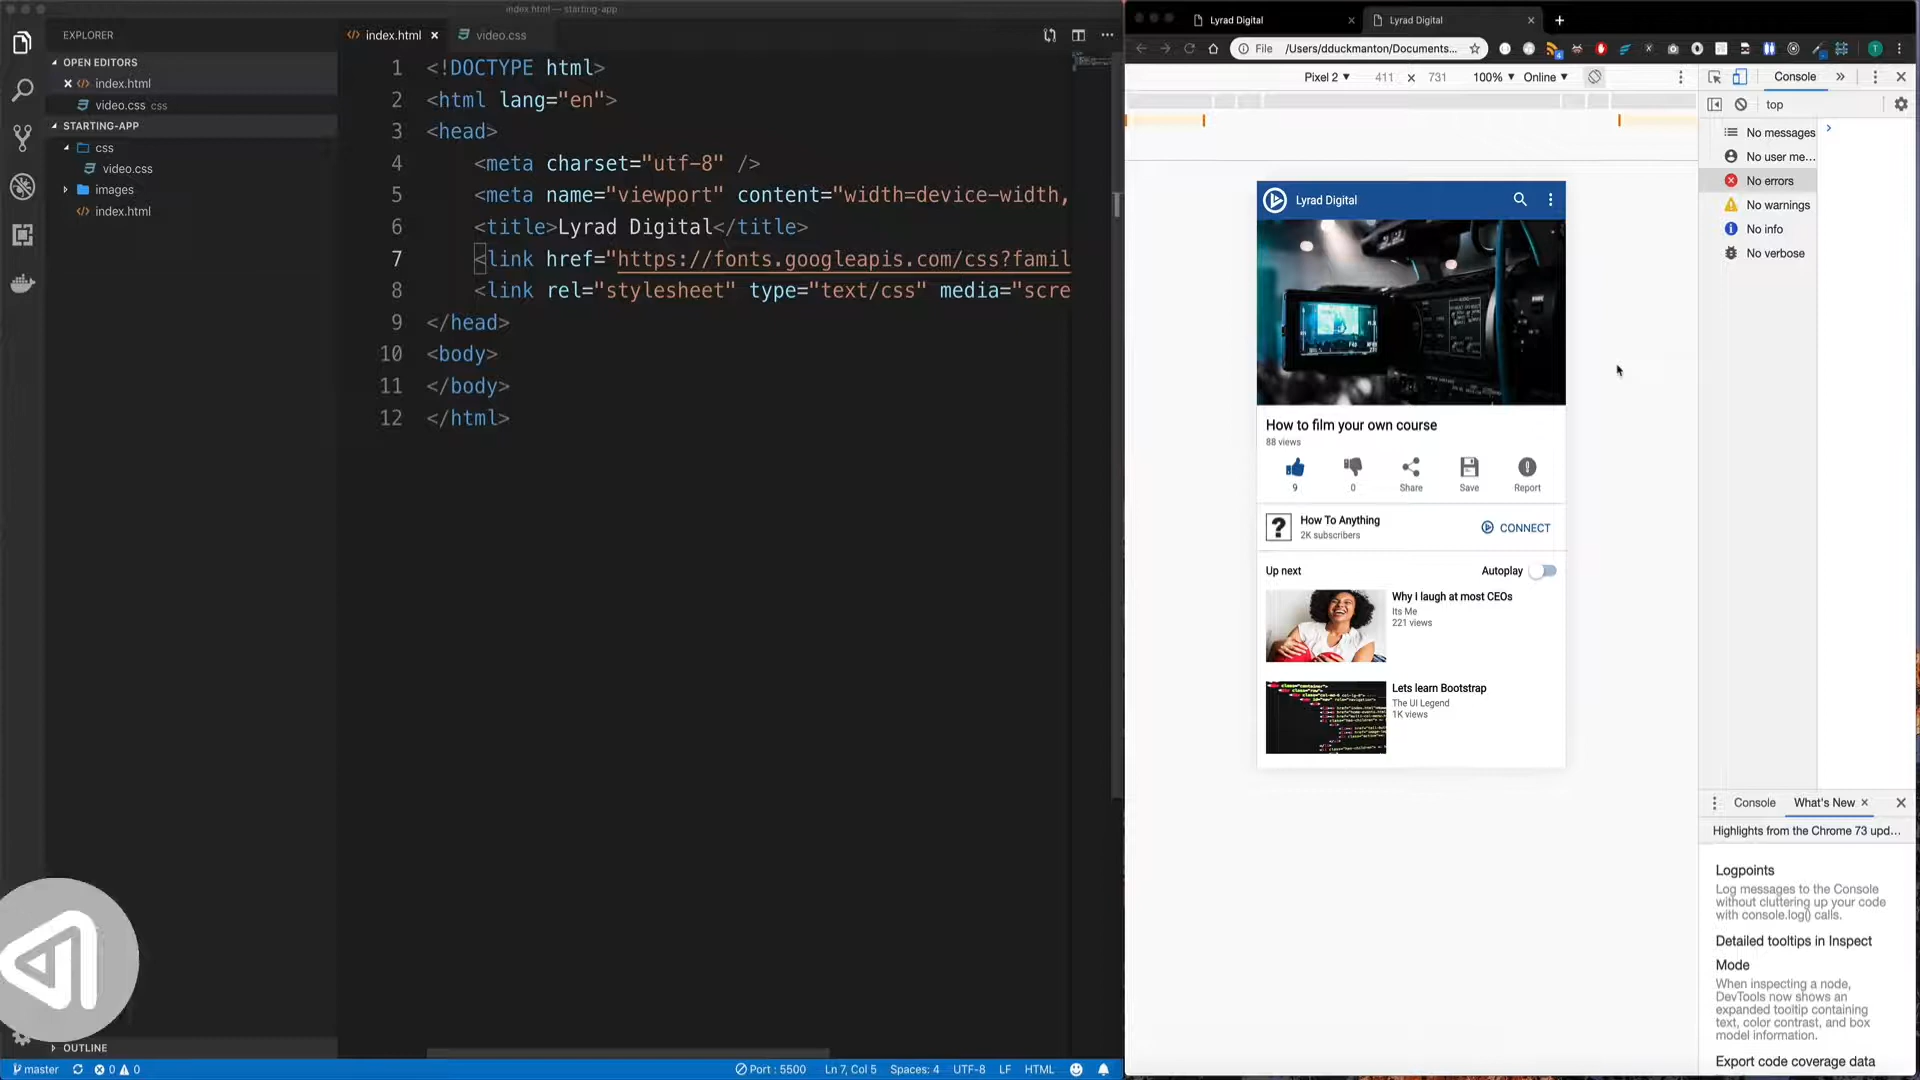 index.html — starting-app
EXPLORER
OPEN EDITORS
index.html
video.css css
STARTING-APP
css
video.css
images
index.html
OUTLINE
index.html
video.css
1 <!DOCTYPE html>
2 <html lang="en">
3 <head>
4 <meta charset="utf-8" />
5 <meta name="viewport" content="width=device-width,
6 <title>Lyrad Digital</title>
7 <link href="https://fonts.googleapis.com/css?famil
8 <link rel="stylesheet" type="text/css" media="scre
9 </head>
10 <body>
11 </body>
12 </html>
master 0 0
Port : 5500 Ln 7, Col 5 Spaces: 4 UTF-8 LF HTML
Lyrad Digital
Lyrad Digital
File /Users/dduckmanton/Documents...
Pixel 2 411 × 731 100% Online
Console
top
No messages
No user me...
No errors
No warnings
No info
No verbose
Lyrad Digital
How to film your own course
88 views
9 0 Share Save Report
How To Anything
2K subscribers
CONNECT
Up next
Autoplay
Why I laugh at most CEOs
Its Me
221 views
Lets learn Bootstrap
The UI Legend
1K views
Console What's New
Highlights from the Chrome 73 upd...
Logpoints
Log messages to the Console
without cluttering up your code
with console.log() calls.
Detailed tooltips in Inspect
Mode
When inspecting a node,
DevTools now shows an
expanded tooltip containing
text, color contrast, and box
model information.
Export code coverage data